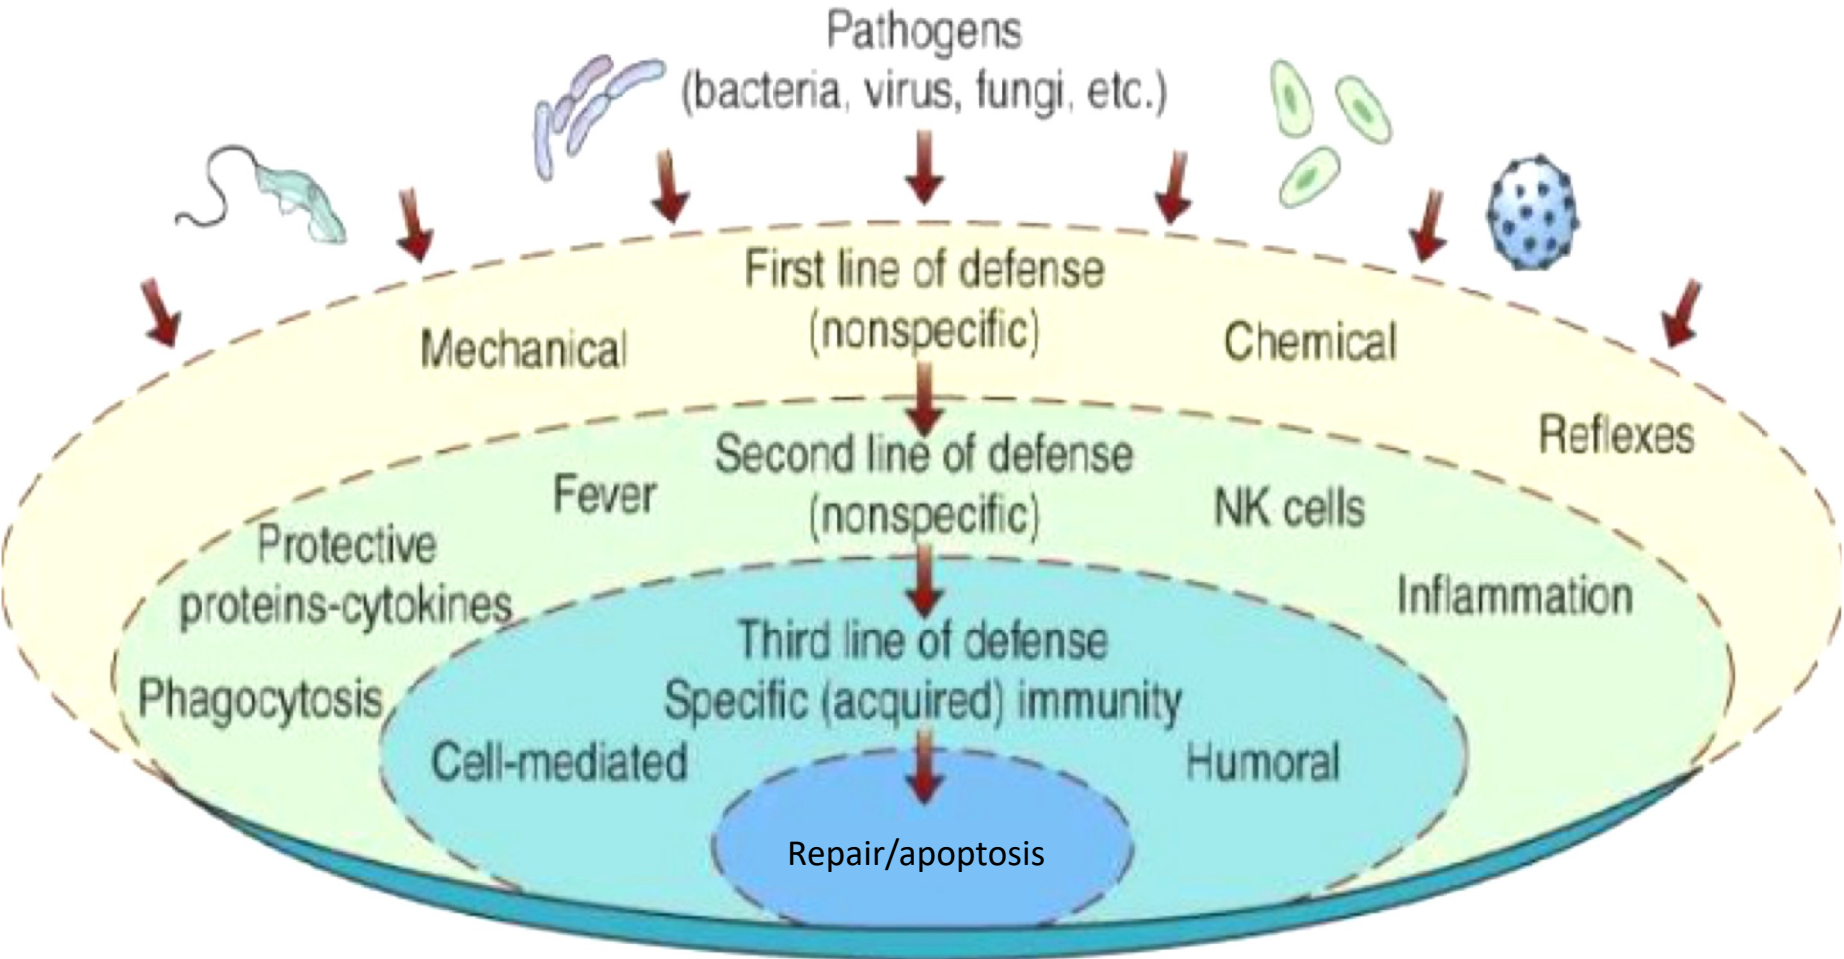 Pathogens
(bacteria, virus, fungi, etc.)
First line of defense
(nonspecific)
Mechanical
Chemical
Reflexes
Second line of defense
(nonspecific)
Fever
NK cells
Protective
proteins-cytokines
Inflammation
Phagocytosis
Third line of defense
Specific (acquired) immunity
Cell-mediated
Humoral
Repair/apoptosis